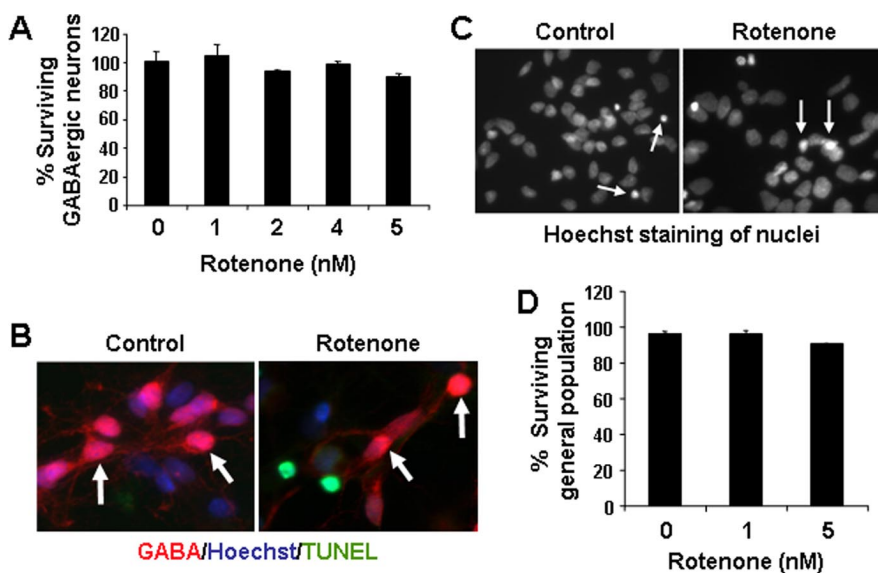 A
% Surviving
GABAergic neurons
120
100
80
60
40
20
0
0 1 2 4 5
Rotenone (nM)
B
Control Rotenone
GABA/Hoechst/TUNEL
C
Control Rotenone
Hoechst staining of nuclei
D
% Surviving
general population
120
100
80
60
40
20
0
0 1 5
Rotenone (nM)